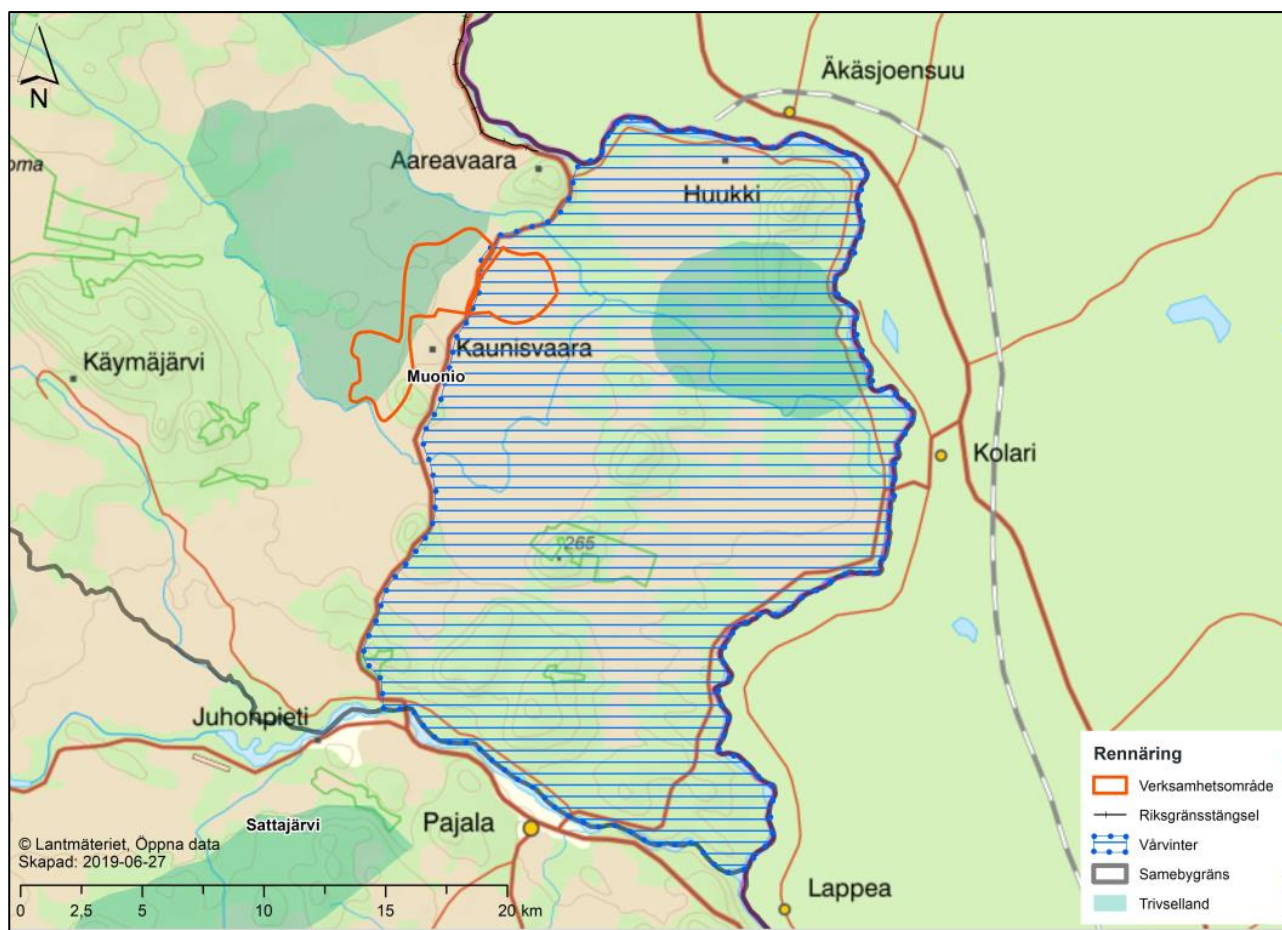 N
Äkäsjoensuu
Aareavaara
Huukki
oma
Käymäjärvi
Kaunisvaara
Muonio
Kolari
265
Juhonpieti
Sattajärvi
Pajala
Lappea
© Lantmäteriet, Öppna data
Skapad: 2019-06-27
0 2,5 5 10 15 20 km
Rennäring
Verksamhetsområde
Riksgränsstängsel
Vårvinter
Samebygräns
Trivselland